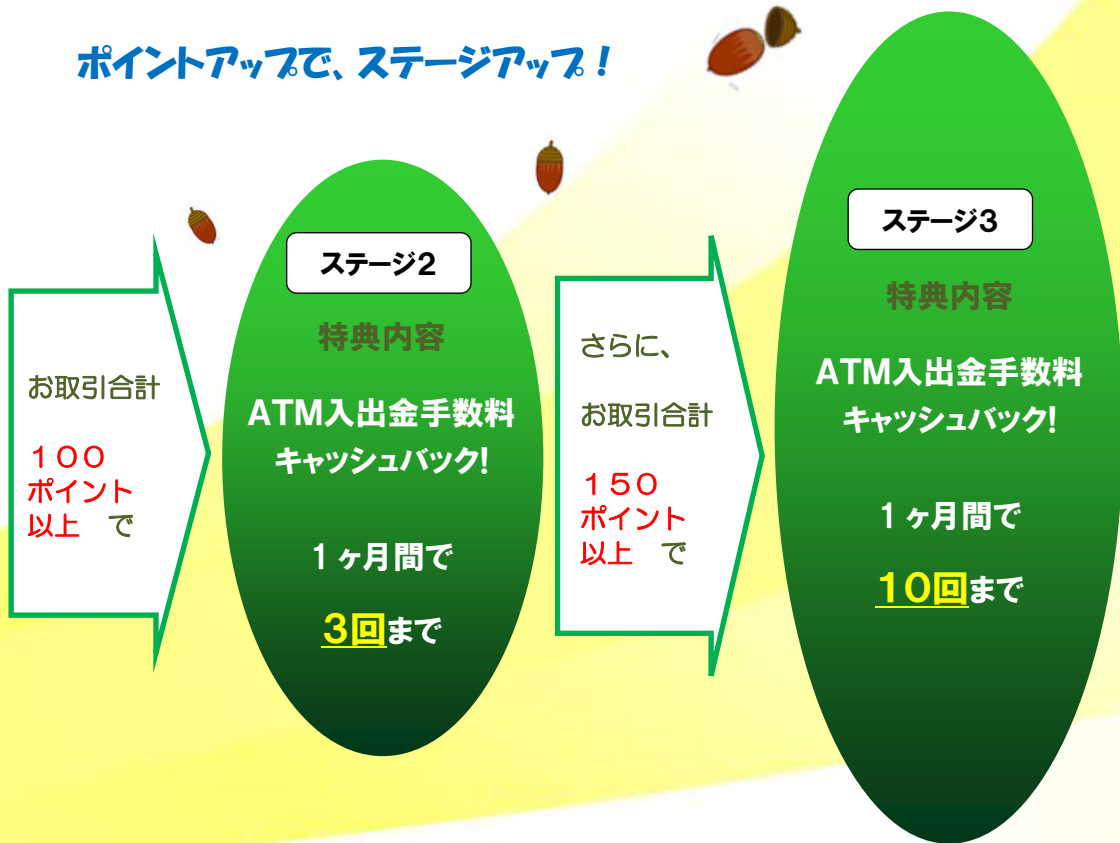 ポイントアップで、ステージアップ！
お取引合計
１００
ポイント
以上　で
ステージ2
特典内容
ATM入出金手数料
キャッシュバック!
１ヶ月間で
3回まで
さらに、
お取引合計
１５０
ポイント
以上　で
ステージ3
特典内容
ATM入出金手数料
キャッシュバック!
１ヶ月間で
10回まで